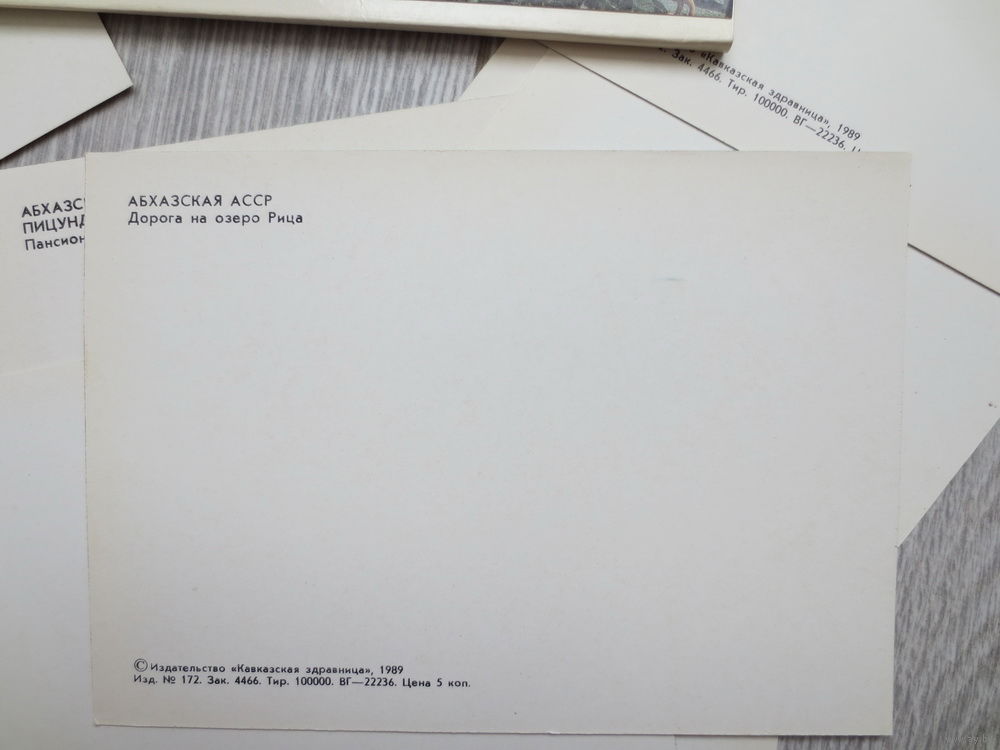 «Кавказская здравница», 1989
Зак. 4466. Тир. 100000. ВГ—22236.
АБХАЗСКАЯ АССР
Дорога на озеро Рица
©Издательство «Кавказская здравница», 1989
Изд. № 172. Зак. 4466. Тир. 100000. ВГ—22236. Цена 5 коп.